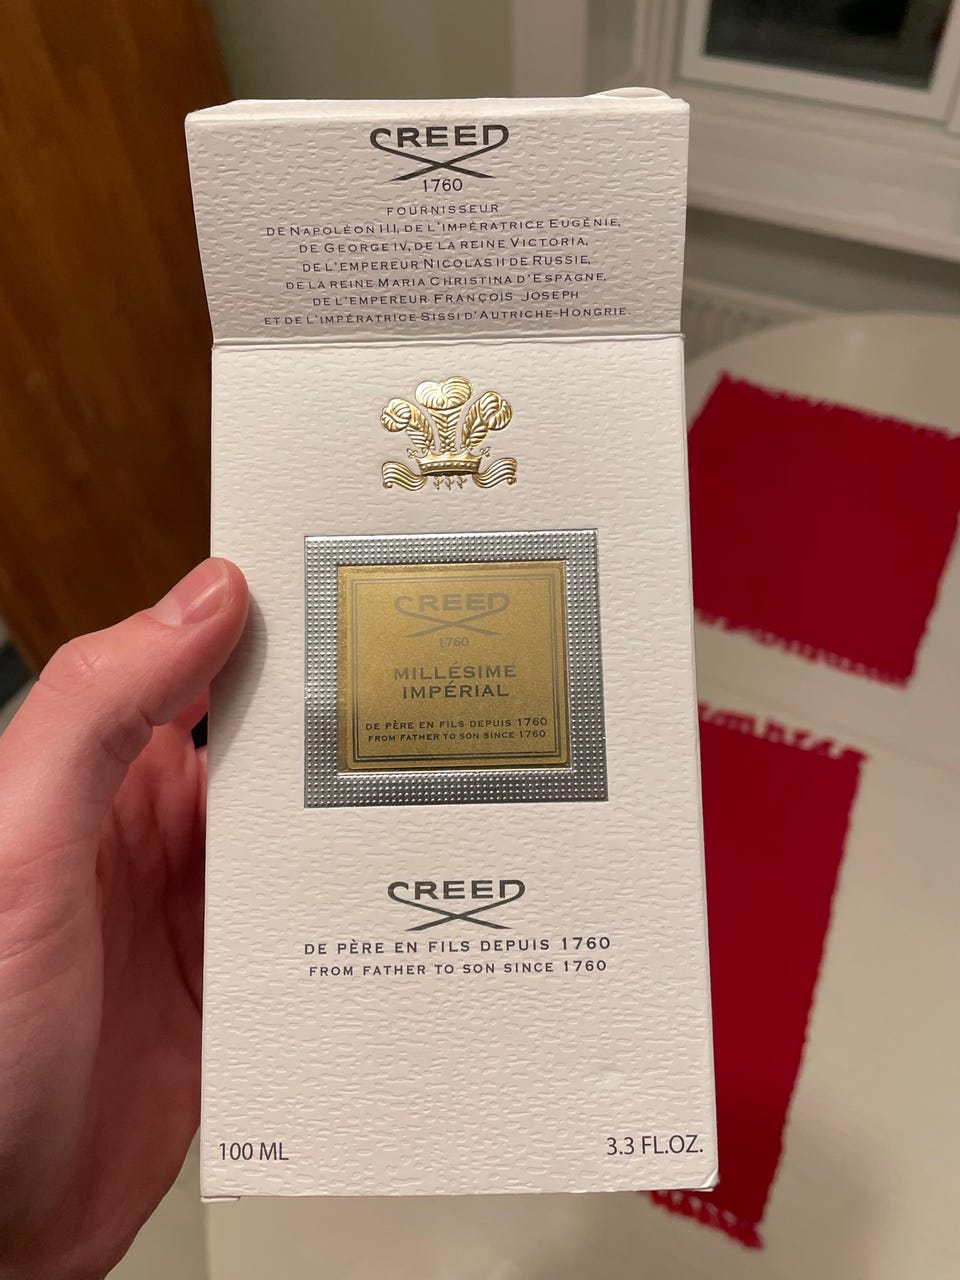 CREED
1760
FOURNISSEUR
DE NAPOLÉON III, DE L'IMPÉRATRICE EUGÉNIE,
DE GEORGE IV, DE LA REINE VICTORIA,
DE L'EMPEREUR NICOLAS II DE RUSSIE,
DE LA REINE MARIA CHRISTINA D'ESPAGNE,
DE L'EMPEREUR FRANÇOIS JOSEPH
ET DE L'IMPÉRATRICE SISSI D'AUTRICHE-HONGRIE.
CREED
1760
MILLÉSIME
IMPÉRIAL
DE PÈRE EN FILS DEPUIS 1760
FROM FATHER TO SON SINCE 1760
CREED
DE PÈRE EN FILS DEPUIS 1760
FROM FATHER TO SON SINCE 1760
100 ML
3.3 FL.OZ.